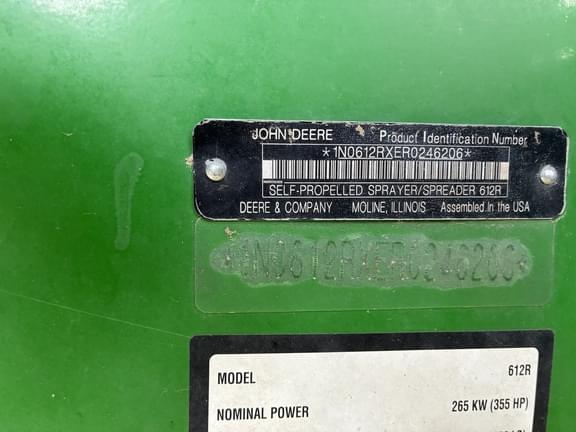 JOHN DEERE Product Identification Number
*1N0612RXER0246206*
SELF-PROPELLED SPRAYER/SPREADER 612R
DEERE & COMPANY MOLINE, ILLINOIS Assembled In the USA
*1N0612RXER0246206*
MODEL 612R
NOMINAL POWER 265 KW (355 HP)